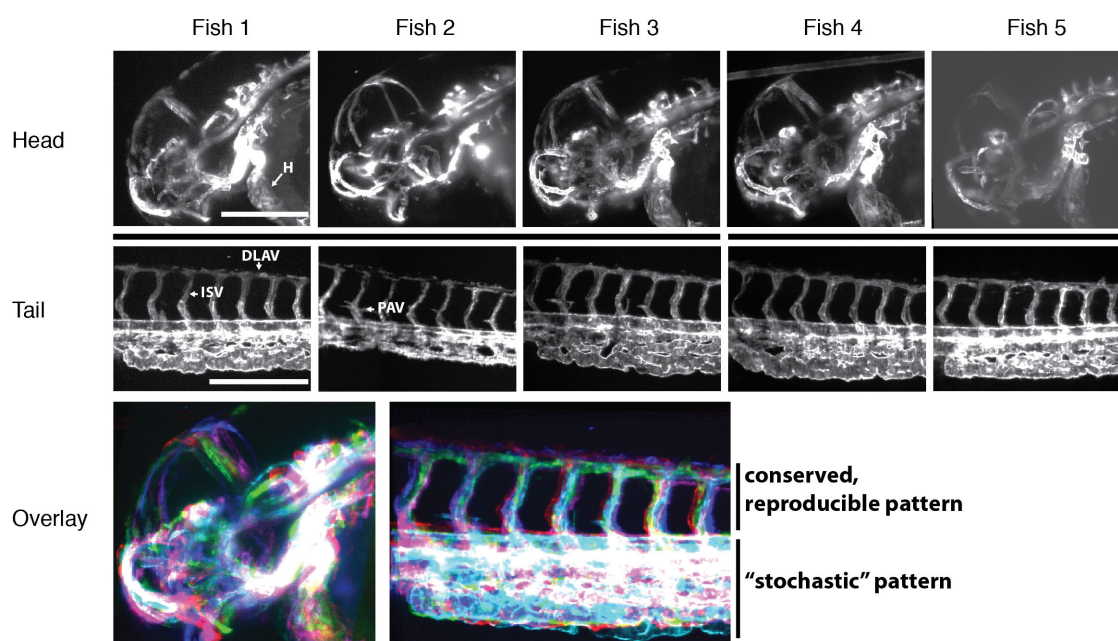 Fish 1
Fish 2
Fish 3
Fish 4
Fish 5
Head
H
Tail
DLAV
ISV
PAV
Overlay
conserved,
reproducible pattern
“stochastic” pattern